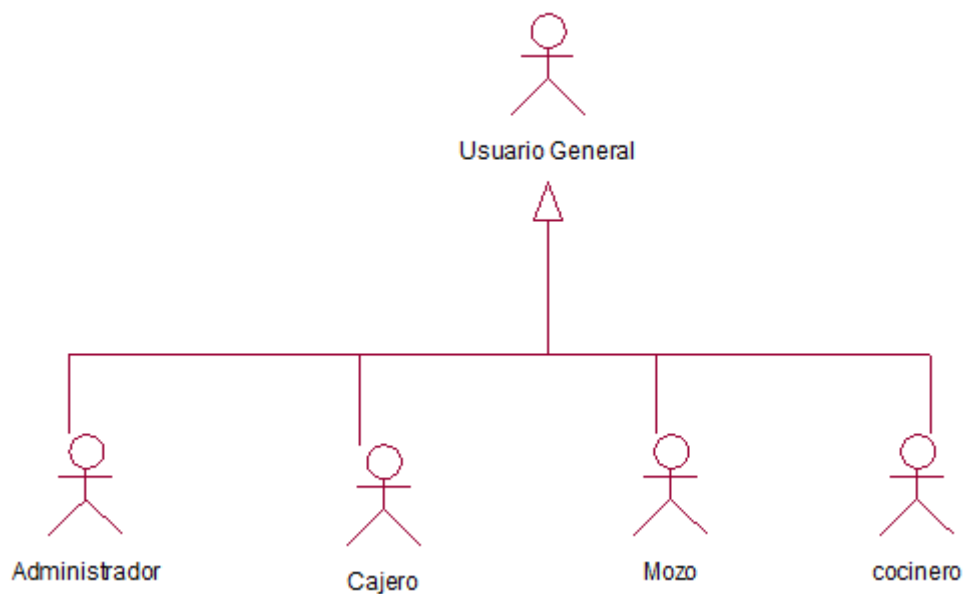 Usuario General
Administrador
Cajero
Mozo
cocinero